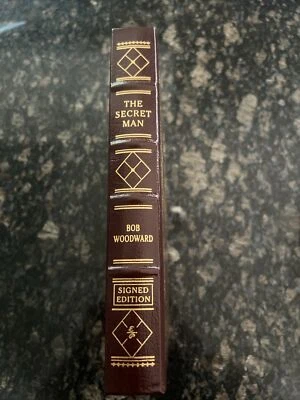 THE
SECRET
MAN
BOB
WOODWARD
SIGNED
EDITION